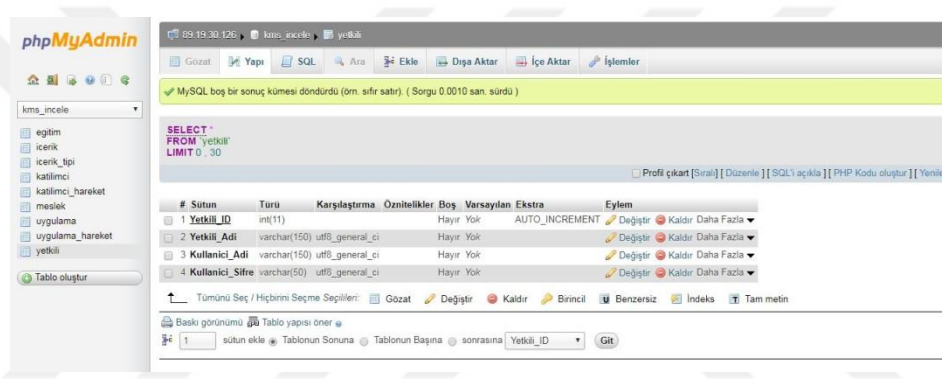 phpMyAdmin
89.19.30.126 ▸ kms_incele ▸ yetkili
Gözat Yapı SQL Ara Ekle Dışa Aktar İçe Aktar İşlemler
kms_incele
egitim
icerik
icerik_tipi
katilimci
katilimci_hareket
meslek
uygulama
uygulama_hareket
yetkili
Tablo oluştur
MySQL boş bir sonuç kümesi döndürdü (örn. sıfır satır). ( Sorgu 0.0010 san. sürdü )
SELECT *
FROM `yetkili`
LIMIT 0 , 30
Profil çıkart [Sıralı] [ Düzenle ] [ SQL'i açıkla ] [ PHP Kodu oluştur ] [ Yenile
# Sütun Türü Karşılaştırma Öznitelikler Boş Varsayılan Ekstra Eylem
1 Yetkili_ID int(11) Hayır Yok AUTO_INCREMENT Değiştir Kaldır Daha Fazla
2 Yetkili_Adi varchar(150) utf8_general_ci Hayır Yok Değiştir Kaldır Daha Fazla
3 Kullanici_Adi varchar(150) utf8_general_ci Hayır Yok Değiştir Kaldır Daha Fazla
4 Kullanici_Sifre varchar(50) utf8_general_ci Hayır Yok Değiştir Kaldır Daha Fazla
Tümünü Seç / Hiçbirini Seçme Seçilileri: Gözat Değiştir Kaldır Birincil Benzersiz İndeks Tam metin
Baskı görünümü Tablo yapısı öner
1 sütun ekle Tablonun Sonuna Tablonun Başına sonrasına Yetkili_ID Git